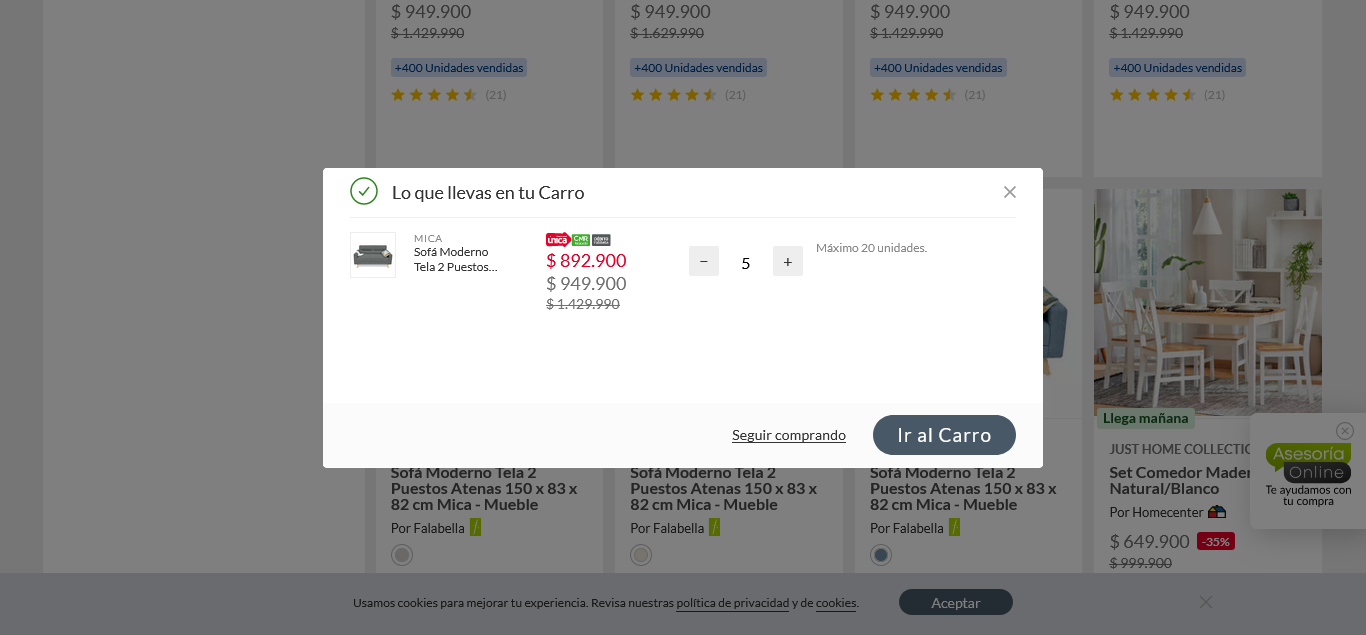 $ 949.900
$ 949.900
$ 949.900
$ 949.900
$ 1.429.990
$ 1.629.990
$ 1.429.990
$ 1.429.990
+400 Unidades vendidas
+400 Unidades vendidas
+400 Unidades vendidas
+400 Unidades vendidas
(21)
(21)
(21)
(21)
Lo que llevas en tu Carro
MICA
Sofá Moderno
Tela 2 Puestos...
única
CMR
$ 892.900
$ 949.900
$ 1.429.990
−
5
+
Máximo 20 unidades.
Seguir comprando
Ir al Carro
Sofá Moderno Tela 2
Puestos Atenas 150 x 83 x
82 cm Mica - Mueble
Por Falabella
Sofá Moderno Tela 2
Puestos Atenas 150 x 83 x
82 cm Mica - Mueble
Por Falabella
Sofá Moderno Tela 2
Puestos Atenas 150 x 83 x
82 cm Mica - Mueble
Por Falabella
Llega mañana
JUST HOME COLLECTIO
Set Comedor Mader
Natural/Blanco
Por Homecenter
$ 649.900 -35%
$ 999.900
Asesoría
Online
Te ayudamos con
tu compra
Usamos cookies para mejorar tu experiencia. Revisa nuestras política de privacidad y de cookies.
Aceptar